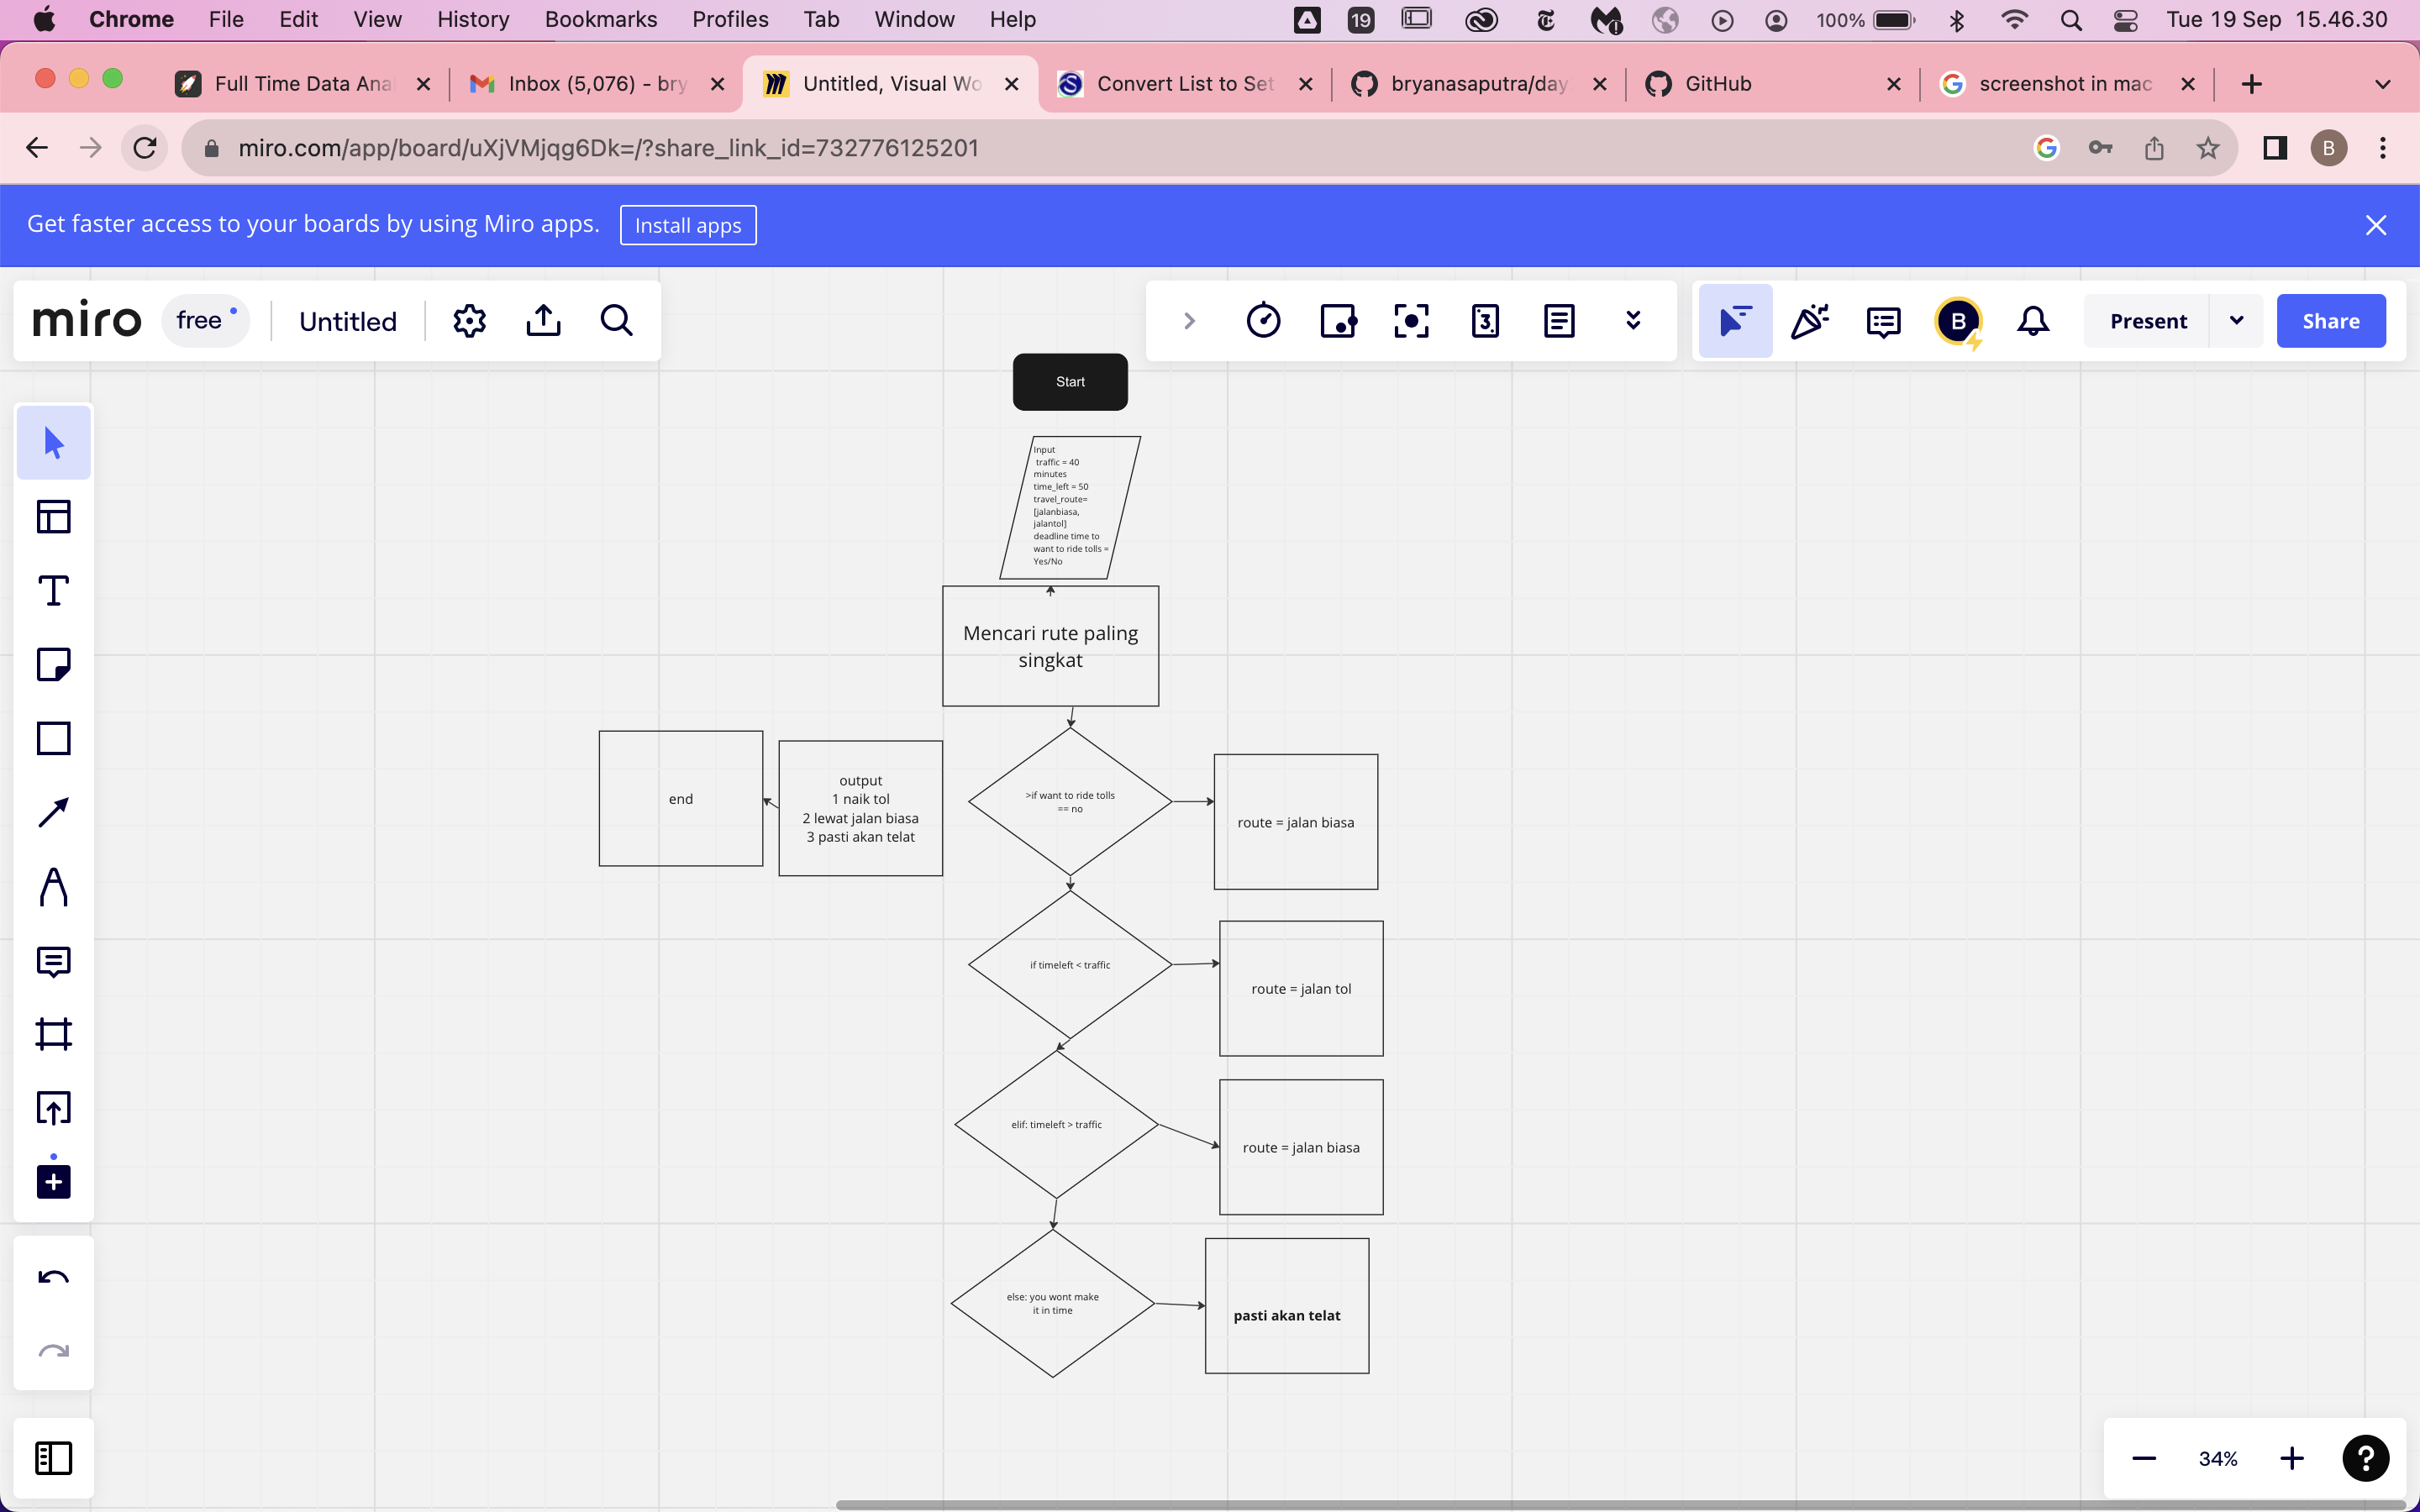 Chrome File Edit View History Bookmarks Profiles Tab Window Help 19 100% Tue 19 Sep 15.46.30
Full Time Data Ana Inbox (5,076) - bry Untitled, Visual Wo Convert List to Set bryanasaputra/day GitHub screenshot in mac
miro.com/app/board/uXjVMjqg6Dk=/?share_link_id=732776125201 B
Get faster access to your boards by using Miro apps. Install apps
miro free Untitled 3 B Present Share
Start
Input
traffic = 40
minutes
time_left = 50
travel_route=
[jalanbiasa,
jalantol]
deadline time to
want to ride tolls =
Yes/No
Mencari rute paling
singkat
end
output
1 naik tol
2 lewat jalan biasa
3 pasti akan telat
>if want to ride tolls
== no
route = jalan biasa
if timeleft < traffic
route = jalan tol
elif: timeleft > traffic
route = jalan biasa
else: you wont make
it in time
pasti akan telat
34% ?